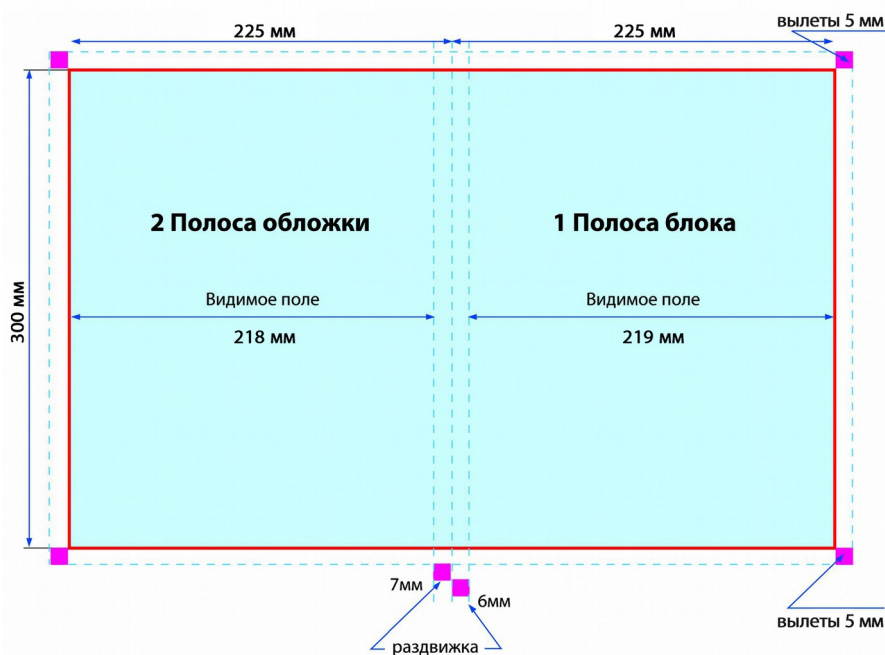 вылеты 5 мм
225 мм
225 мм
2 Полоса обложки
1 Полоса блока
Видимое поле
Видимое поле
300 мм
218 мм
219 мм
7мм
6мм
вылеты 5 мм
раздвижка